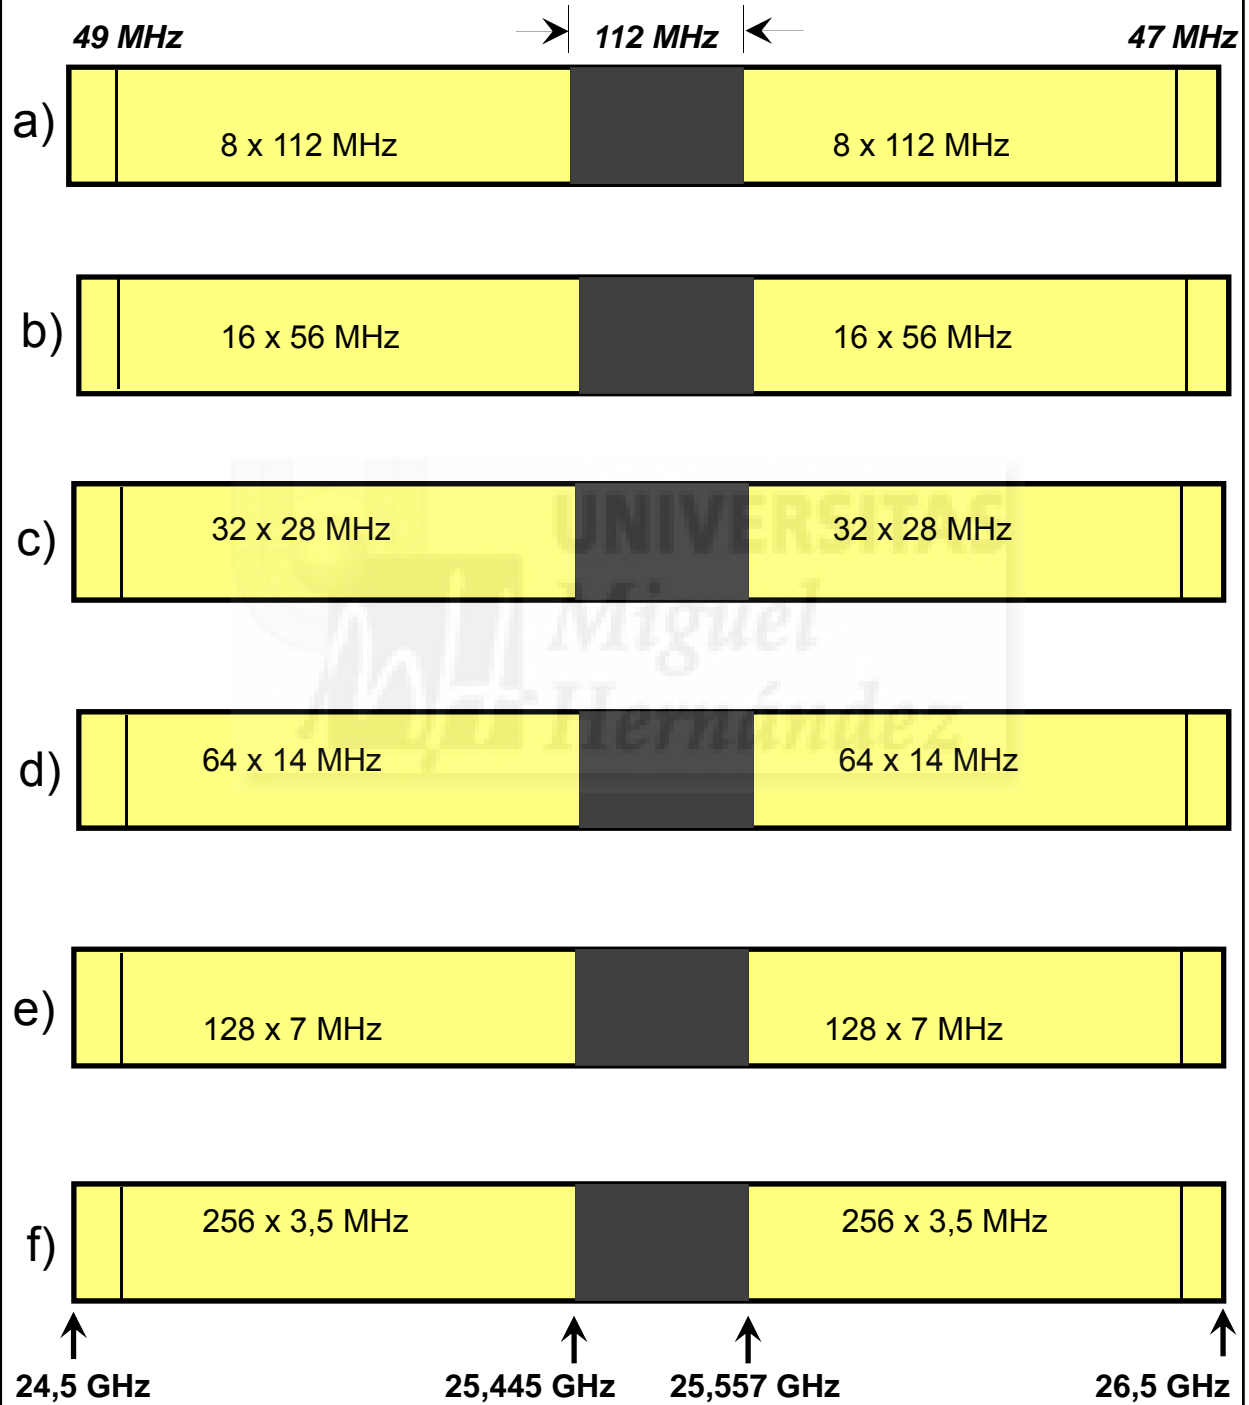 49 MHz 112 MHz 47 MHz
a) 8 x 112 MHz 8 x 112 MHz
b) 16 x 56 MHz 16 x 56 MHz
UNIVERSITAS
c) 32 x 28 MHz 32 x 28 MHz
Miguel
Hernández
d) 64 x 14 MHz 64 x 14 MHz
e) 128 x 7 MHz 128 x 7 MHz
f) 256 x 3,5 MHz 256 x 3,5 MHz
24,5 GHz 25,445 GHz 25,557 GHz 26,5 GHz